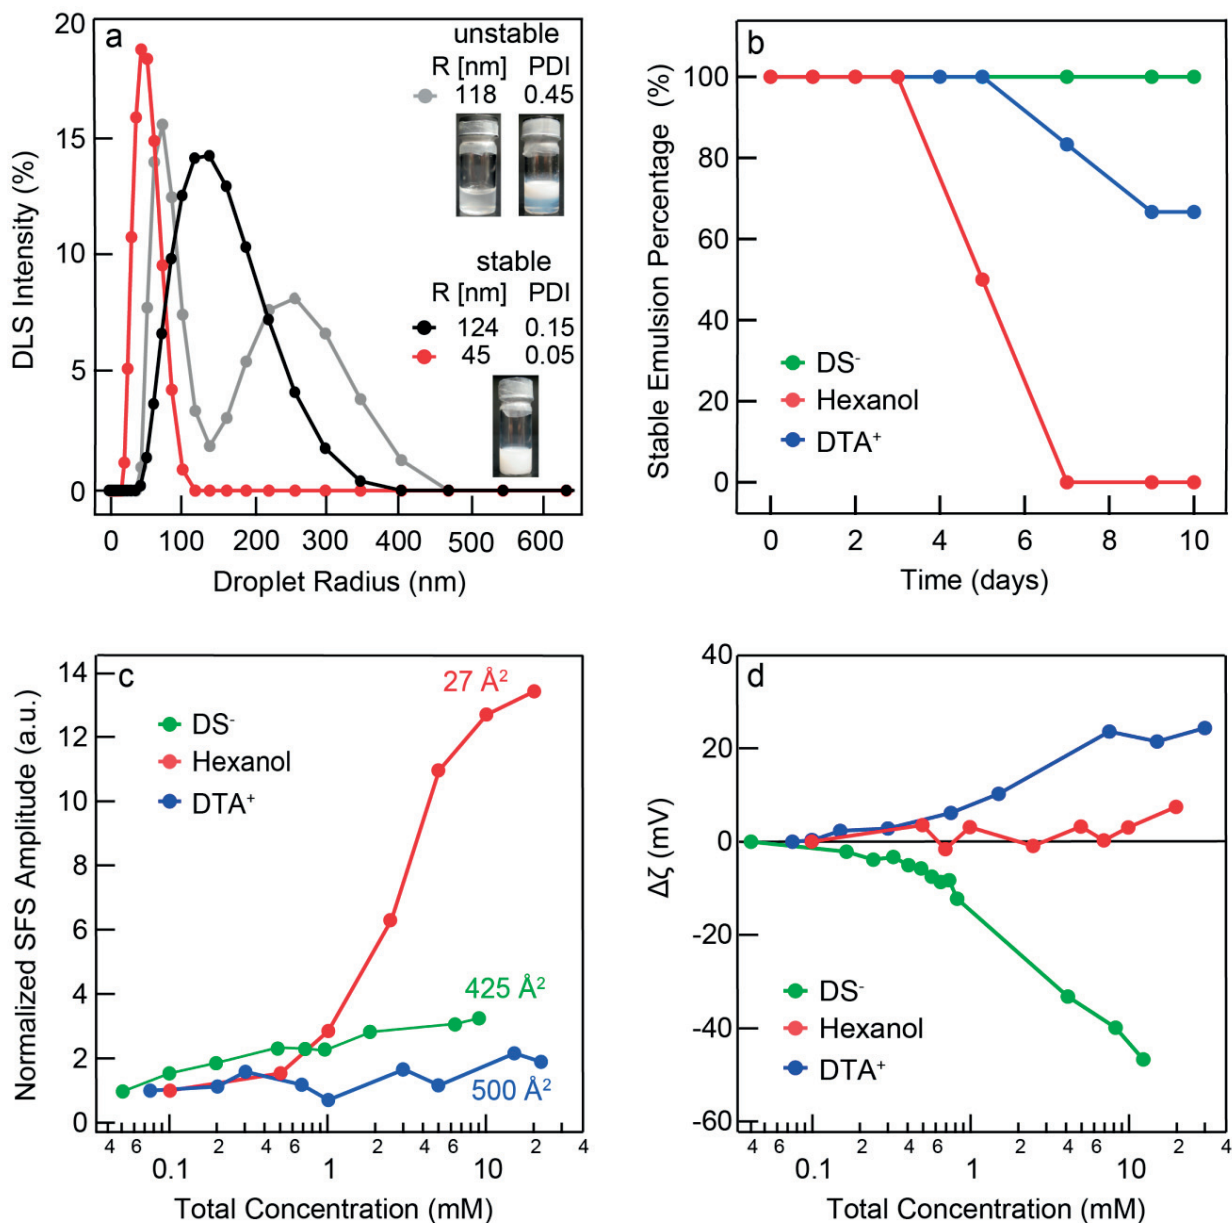 a
unstable
R [nm] PDI
118 0.45
stable
R [nm] PDI
124 0.15
45 0.05
20
15
10
5
0
DLS Intensity (%)
0 100 200 300 400 500 600
Droplet Radius (nm)
b
100
80
60
40
20
0
Stable Emulsion Percentage (%)
DS⁻
Hexanol
DTA⁺
0 2 4 6 8 10
Time (days)
c
14
12
10
8
6
4
2
0
Normalized SFS Amplitude (a.u.)
27 Å²
DS⁻
Hexanol
DTA⁺
425 Å²
500 Å²
4 6 2 4 6 2 4 6 2 4
0.1 1 10
Total Concentration (mM)
d
40
20
0
-20
-40
-60
Δζ (mV)
DS⁻
Hexanol
DTA⁺
4 6 2 4 6 2 4 6 2 4
0.1 1 10
Total Concentration (mM)